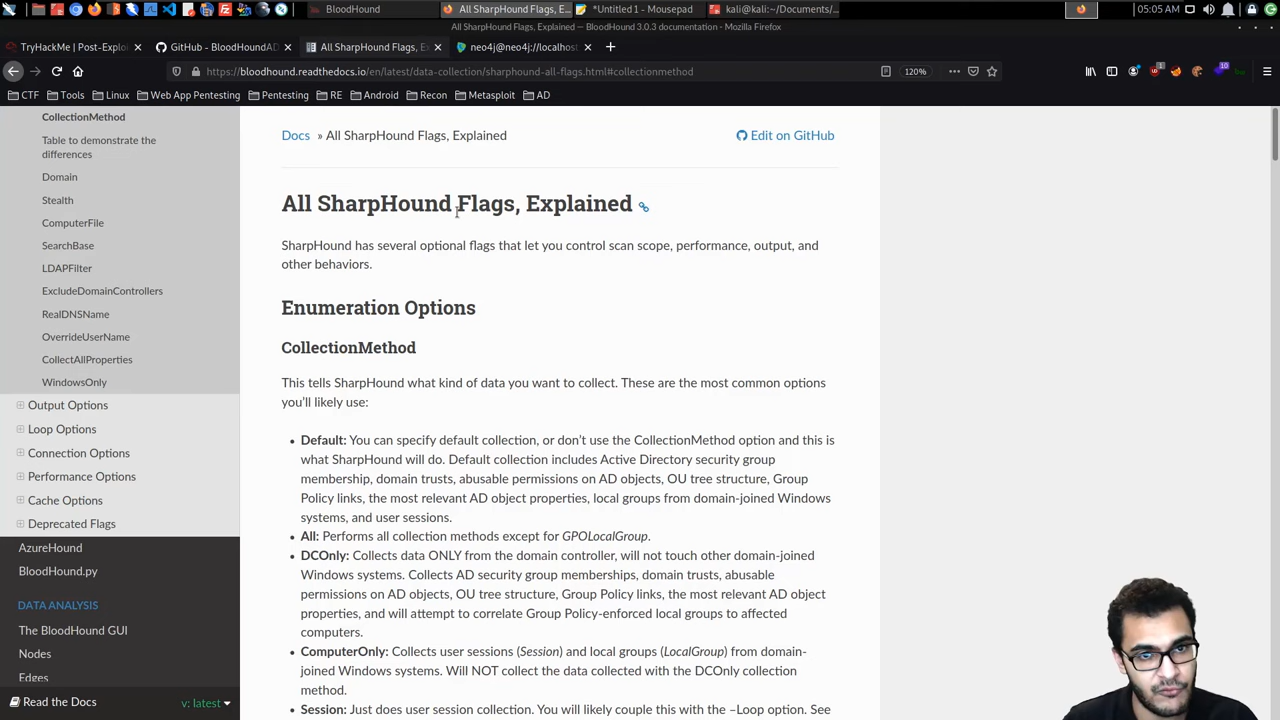 BloodHound
All SharpHound Flags, E...
*Untitled 1 - Mousepad
kali@kali:~/Documents/...
05:05 AM
All SharpHound Flags, Explained — BloodHound 3.0.3 documentation - Mozilla Firefox
TryHackMe | Post-Explo
GitHub - BloodHoundAD
All SharpHound Flags, Ex
neo4j@neo4j://localhos
https://bloodhound.readthedocs.io/en/latest/data-collection/sharphound-all-flags.html#collectionmethod
120%
CTF
Tools
Linux
Web App Pentesting
Pentesting
RE
Android
Recon
Metasploit
AD
CollectionMethod
Table to demonstrate the
differences
Domain
Stealth
ComputerFile
SearchBase
LDAPFilter
ExcludeDomainControllers
RealDNSName
OverrideUserName
CollectAllProperties
WindowsOnly
Output Options
Loop Options
Connection Options
Performance Options
Cache Options
Deprecated Flags
AzureHound
BloodHound.py
DATA ANALYSIS
The BloodHound GUI
Nodes
Edges
Read the Docs
v: latest
Docs » All SharpHound Flags, Explained
Edit on GitHub
All SharpHound Flags, Explained
SharpHound has several optional flags that let you control scan scope, performance, output, and
other behaviors.
Enumeration Options
CollectionMethod
This tells SharpHound what kind of data you want to collect. These are the most common options
you'll likely use:
• Default: You can specify default collection, or don't use the CollectionMethod option and this is
what SharpHound will do. Default collection includes Active Directory security group
membership, domain trusts, abusable permissions on AD objects, OU tree structure, Group
Policy links, the most relevant AD object properties, local groups from domain-joined Windows
systems, and user sessions.
• All: Performs all collection methods except for GPOLocalGroup.
• DCOnly: Collects data ONLY from the domain controller, will not touch other domain-joined
Windows systems. Collects AD security group memberships, domain trusts, abusable
permissions on AD objects, OU tree structure, Group Policy links, the most relevant AD object
properties, and will attempt to correlate Group Policy-enforced local groups to affected
computers.
• ComputerOnly: Collects user sessions (Session) and local groups (LocalGroup) from domain-
joined Windows systems. Will NOT collect the data collected with the DCOnly collection
method.
• Session: Just does user session collection. You will likely couple this with the –Loop option. See